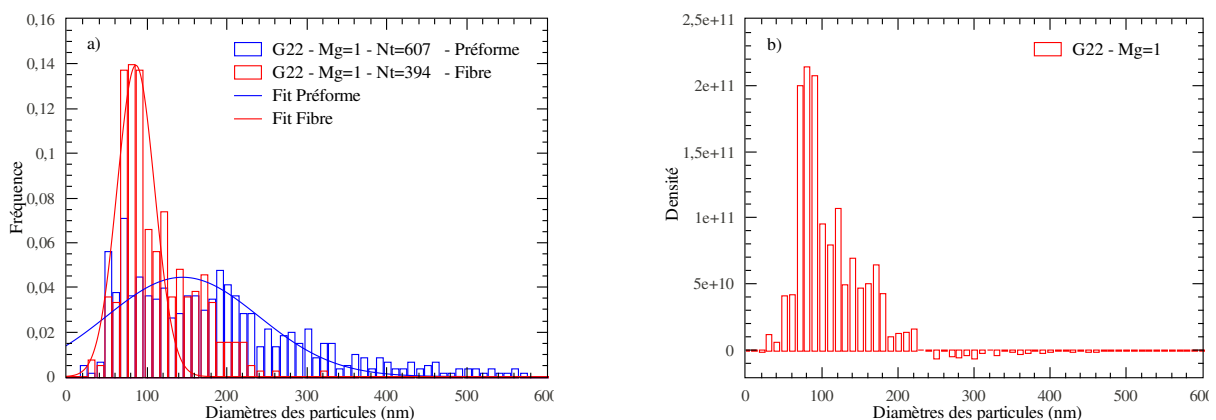 0,16
a)
G22 - Mg=1 - Nt=607 - Préforme
0,14
G22 - Mg=1 - Nt=394 - Fibre
Fit Préforme
0,12
Fit Fibre
0,1
0,08
0,06
0,04
0,02
0
Fréquence
0 100 200 300 400 500 600
Diamètres des particules (nm)
2,5e+11
b)
G22 - Mg=1
2e+11
1,5e+11
1e+11
5e+10
0
Densité
0 100 200 300 400 500 600
Diamètres des particules (nm)